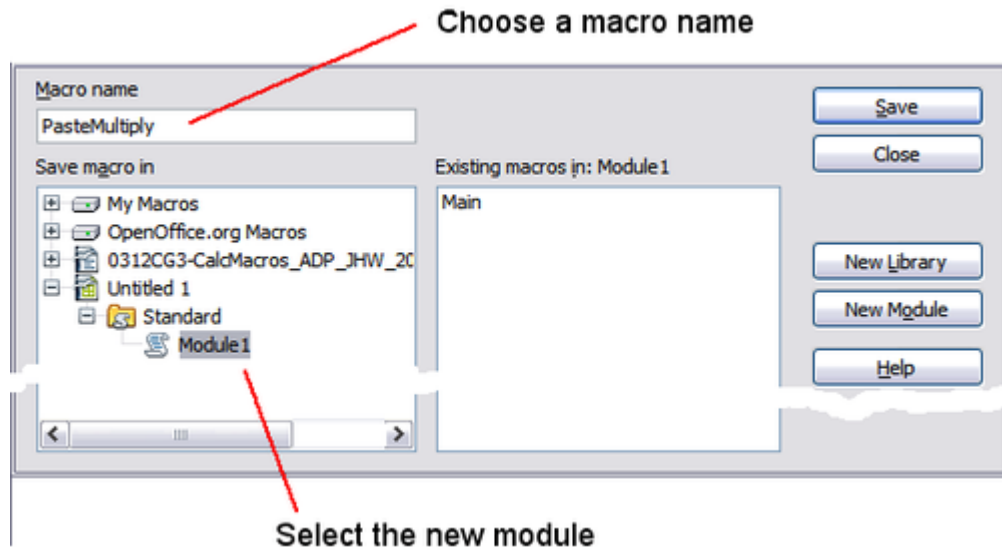 Choose a macro name
Macro name
PasteMultiply
Save
Close
Save macro in
Existing macros in: Module1
My Macros
Main
OpenOffice.org Macros
0312CG3-CalcMacros_ADP_JHW_20
Untitled 1
Standard
Module1
New Library
New Module
Help
Select the new module